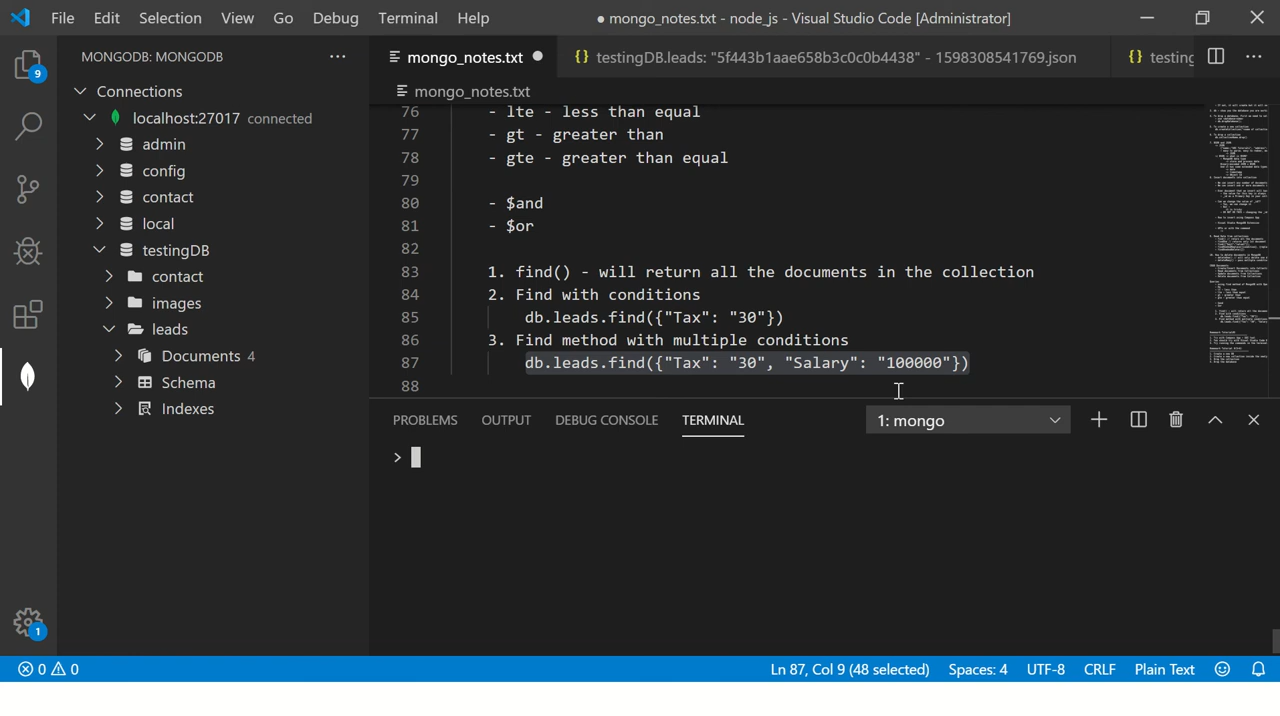 File Edit Selection View Go Debug Terminal Help ● mongo_notes.txt - node_js - Visual Studio Code [Administrator]
MONGODB: MONGODB
Connections
localhost:27017 connected
admin
config
contact
local
testingDB
contact
images
leads
Documents 4
Schema
Indexes
9
1
mongo_notes.txt ● {} testingDB.leads: "5f443b1aae658b3c0c0b4438" - 1598308541769.json {} testing
mongo_notes.txt
76 - lte - less than equal
77 - gt - greater than
78 - gte - greater than equal
79
80 - $and
81 - $or
82
83 1. find() - will return all the documents in the collection
84 2. Find with conditions
85 db.leads.find({"Tax": "30"})
86 3. Find method with multiple conditions
87 db.leads.find({"Tax": "30", "Salary": "100000"})
88
PROBLEMS OUTPUT DEBUG CONSOLE TERMINAL 1: mongo
>
0 0 Ln 87, Col 9 (48 selected) Spaces: 4 UTF-8 CRLF Plain Text